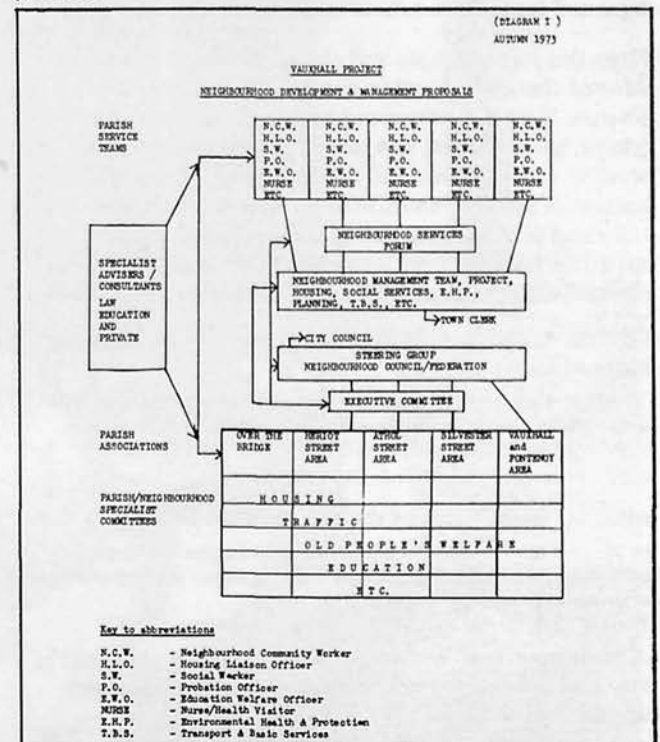 (DIAGRAM I )
AUTUMN 1973
VAUXHALL PROJECT
NEIGHBOURHOOD DEVELOPMENT & MANAGEMENT PROPOSALS
PARISH
SERVICE
TEAMS
N.C.W. N.C.W. N.C.W. N.C.W. N.C.W.
H.L.O. H.L.O. H.L.O. H.L.O. H.L.O.
S.W. S.W. S.W. S.W. S.W.
P.O. P.O. P.O. P.O. P.O.
E.W.O. E.W.O. E.W.O. E.W.O. E.W.O.
NURSE NURSE NURSE NURSE NURSE
ETC. ETC. ETC. ETC. ETC.
NEIGHBOURHOOD SERVICES
FORUM
SPECIALIST
ADVISERS /
CONSULTANTS
LAW
EDUCATION
AND
PRIVATE
NEIGHBOURHOOD MANAGEMENT TEAM, PROJECT,
HOUSING, SOCIAL SERVICES, E.H.P.,
PLANNING, T.B.S., ETC.
TOWN CLERK
CITY COUNCIL
STEERING GROUP
NEIGHBOURHOOD COUNCIL/FEDERATION
EXECUTIVE COMMITTEE
PARISH
ASSOCIATIONS
OVER THE
BRIDGE
HERIOT
STREET
AREA
ATHOL
STREET
AREA
SILVESTER
STREET
AREA
VAUXHALL
and
FONTENOY
AREA
PARISH/NEIGHBOURHOOD
SPECIALIST
COMMITTEES
HOUSING
TRAFFIC
OLD PEOPLE'S WELFARE
EDUCATION
ETC.
Key to abbreviations
N.C.W. - Neighbourhood Community Worker
H.L.O. - Housing Liaison Officer
S.W. - Social Worker
P.O. - Probation Officer
E.W.O. - Education Welfare Officer
NURSE - Nurse/Health Visitor
E.H.P. - Environmental Health & Protection
T.B.S. - Transport & Basic Services